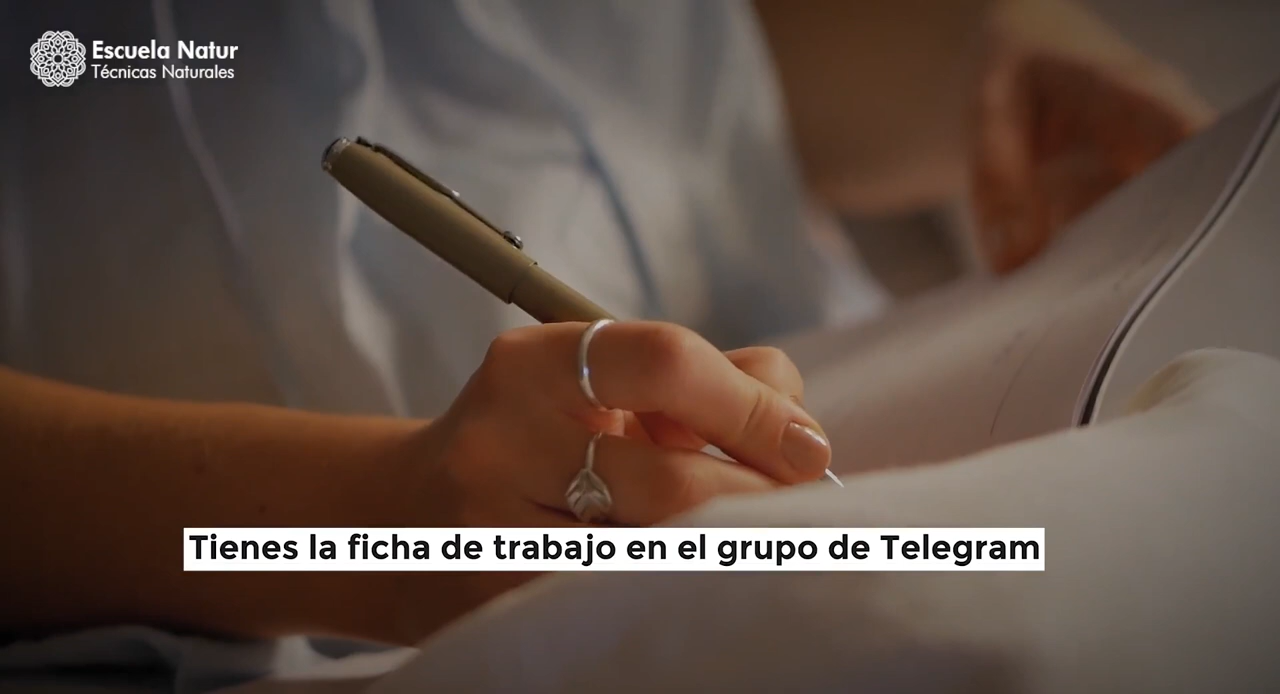 Escuela Natur
Técnicas Naturales
Tienes la ficha de trabajo en el grupo de Telegram